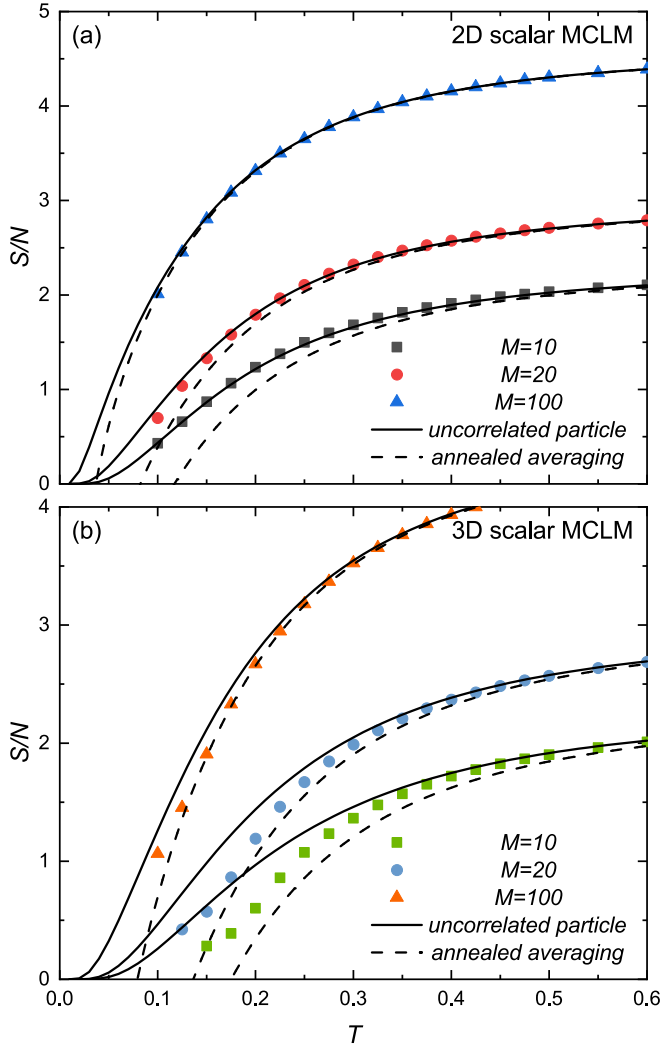 (a) 2D scalar MCLM
5
4
3
2
1
0
S/N
M=10
M=20
M=100
uncorrelated particle
annealed averaging
(b) 3D scalar MCLM
4
3
2
1
0
S/N
M=10
M=20
M=100
uncorrelated particle
annealed averaging
0.0 0.1 0.2 0.3 0.4 0.5 0.6
T